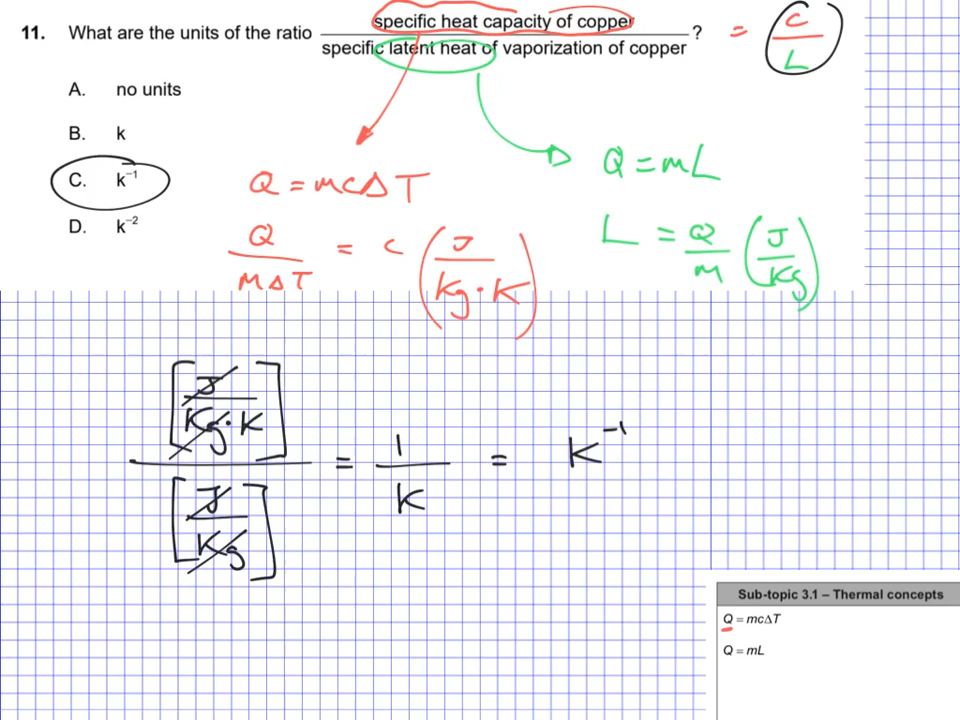 11. What are the units of the ratio specific heat capacity of copper / specific latent heat of vaporization of copper ? = C / L
A. no units
B. k
C. k⁻¹
D. k⁻²
Q = mcΔT
Q / mΔT = c (J / kg · K)
Q = mL
L = Q / m (J / kg)
[J / kg · K] / [J / kg] = 1 / K = K⁻¹
Sub-topic 3.1 – Thermal concepts
Q = mcΔT
Q = mL